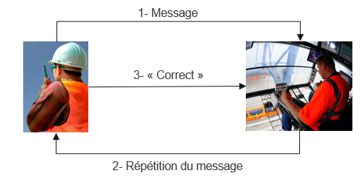 1- Message
3- « Correct »
2- Répétition du message